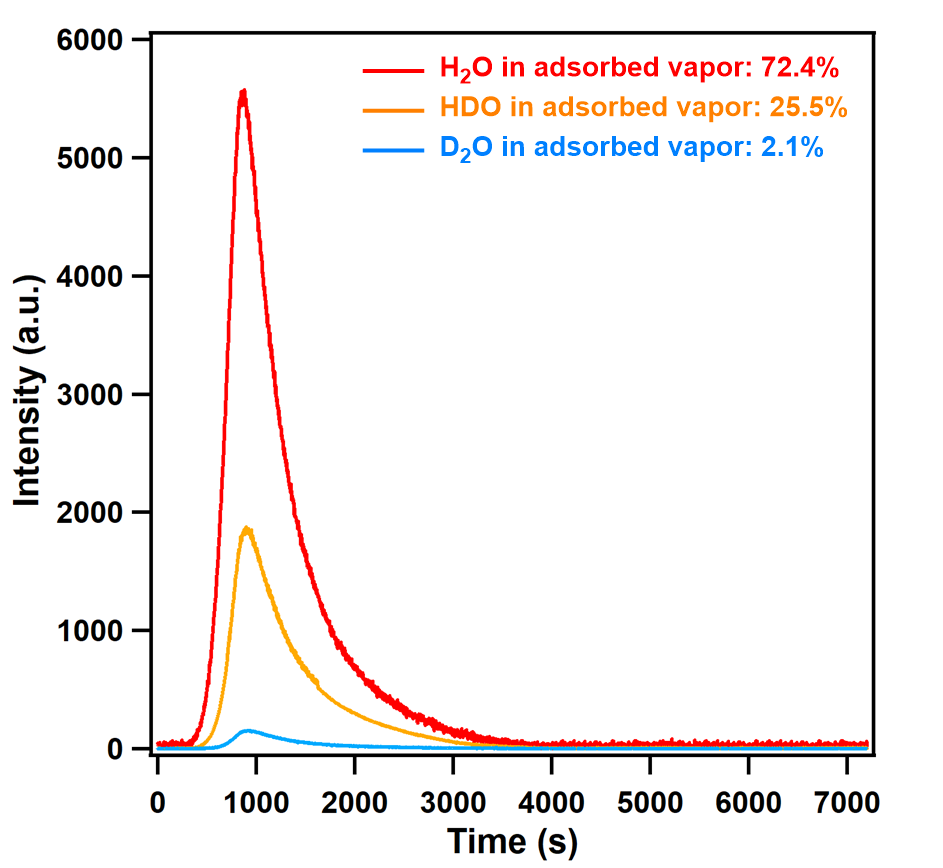 H₂O in adsorbed vapor: 72.4%
HDO in adsorbed vapor: 25.5%
D₂O in adsorbed vapor: 2.1%
Intensity (a.u.)
6000
5000
4000
3000
2000
1000
0
0 1000 2000 3000 4000 5000 6000 7000
Time (s)